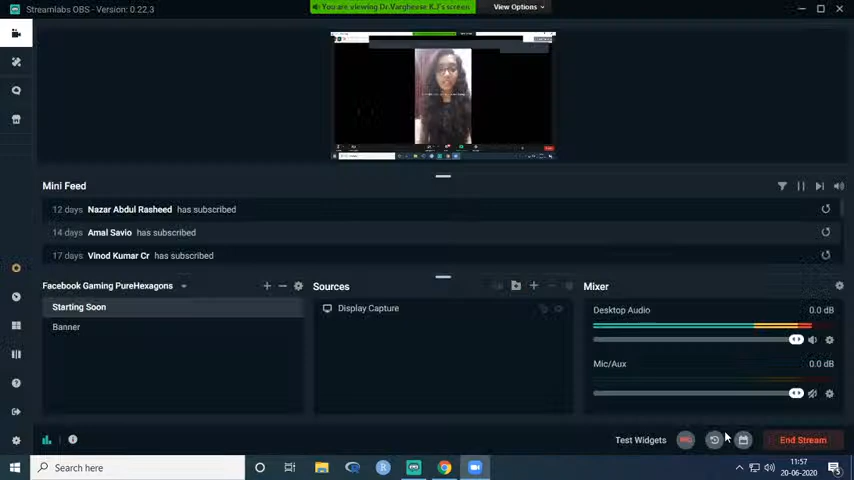 Streamlabs OBS - Version: 0.22.3
You are viewing Dr.Varghese K.J's screen
View Options
Mini Feed
12 days Nazar Abdul Rasheed has subscribed
14 days Amal Savio has subscribed
17 days Vinod Kumar Cr has subscribed
Facebook Gaming PureHexagons
Sources
Mixer
Starting Soon
Display Capture
Desktop Audio 0.0 dB
Banner
Mic/Aux 0.0 dB
Test Widgets
REC
End Stream
Search here
11:57
20-06-2020